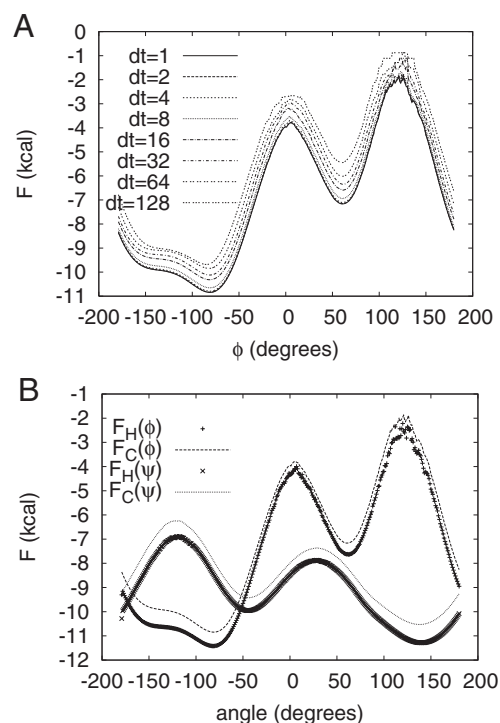 A
0
-1
-2
-3
-4
-5
-6
-7
-8
-9
-10
-11
dt=1
dt=2
dt=4
dt=8
dt=16
dt=32
dt=64
dt=128
F (kcal)
-200 -150 -100 -50 0 50 100 150 200
ϕ (degrees)
B
-1
-2
-3
-4
-5
-6
-7
-8
-9
-10
-11
-12
F_H(ϕ)
F_C(ϕ)
F_H(ψ)
F_C(ψ)
F (kcal)
-200 -150 -100 -50 0 50 100 150 200
angle (degrees)